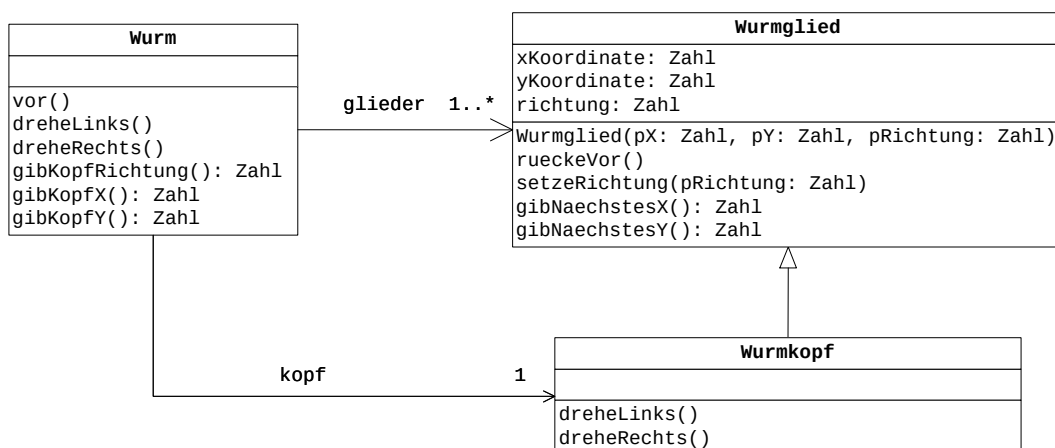 Wurm
vor()
dreheLinks()
dreheRechts()
gibKopfRichtung(): Zahl
gibKopfX(): Zahl
gibKopfY(): Zahl
glieder 1..*
Wurmglied
xKoordinate: Zahl
yKoordinate: Zahl
richtung: Zahl
Wurmglied(pX: Zahl, pY: Zahl, pRichtung: Zahl)
rueckeVor()
setzeRichtung(pRichtung: Zahl)
gibNaechstesX(): Zahl
gibNaechstesY(): Zahl
kopf 1
Wurmkopf
dreheLinks()
dreheRechts()